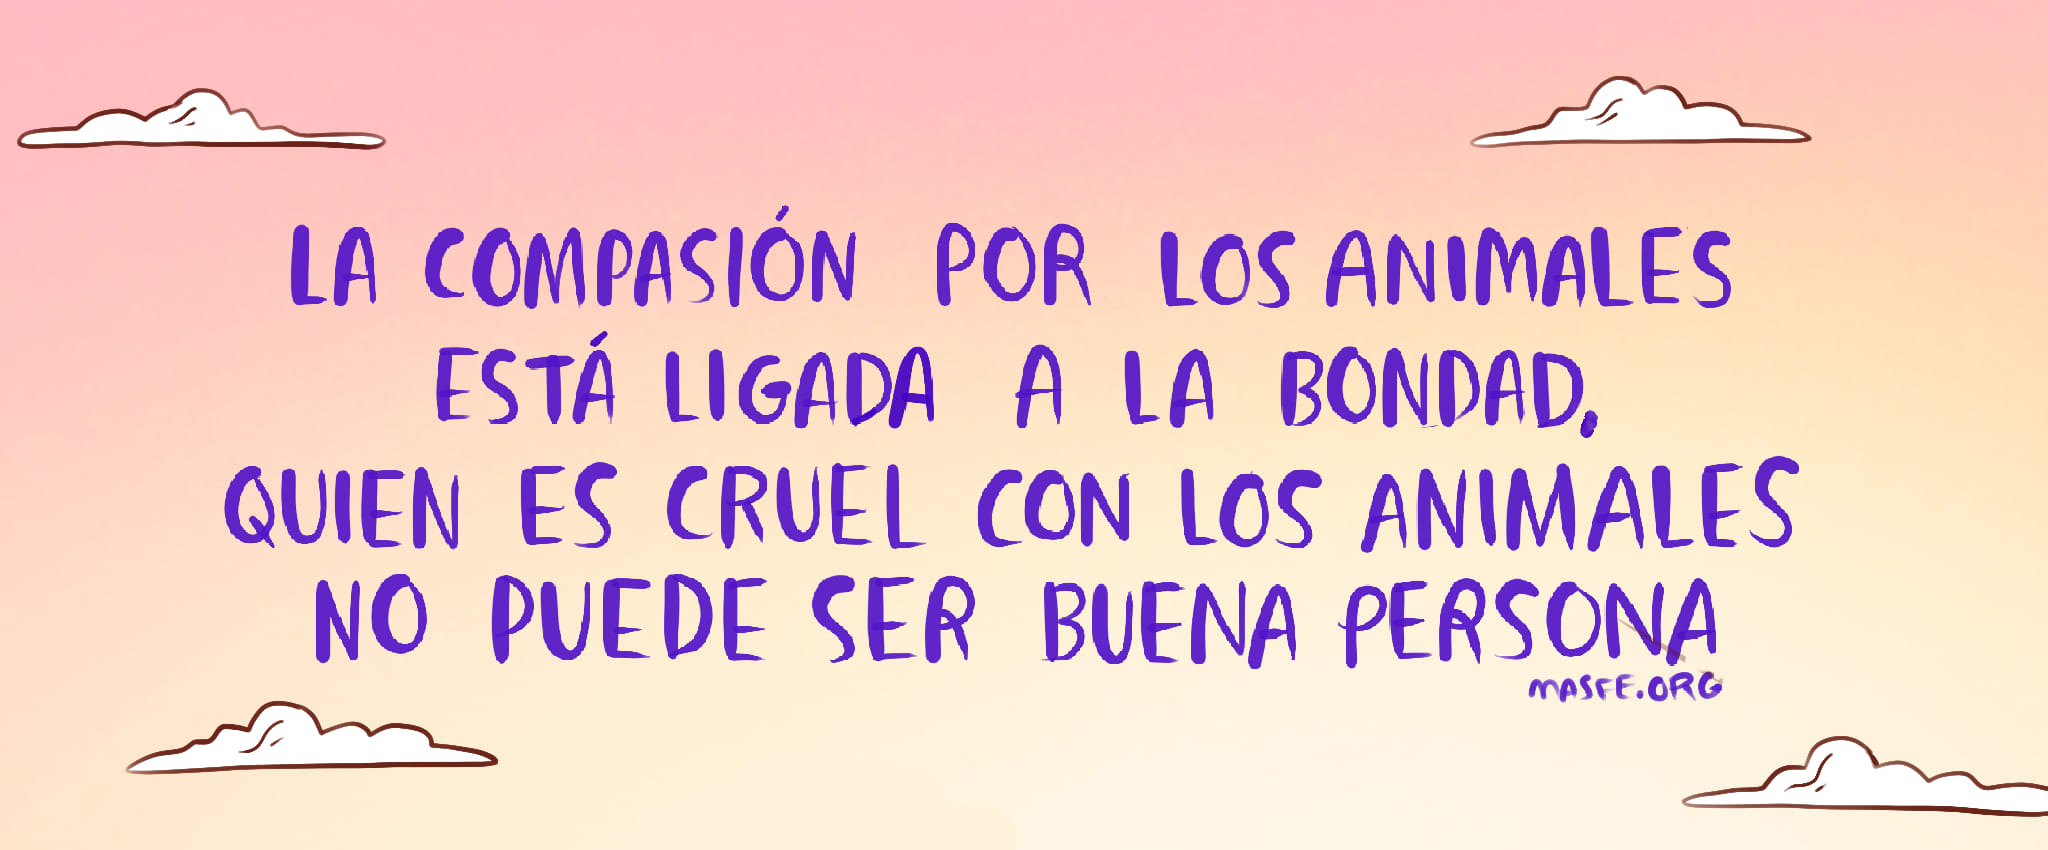 LA COMPASIÓN POR LOS ANIMALES
ESTÁ LIGADA A LA BONDAD,
QUIEN ES CRUEL CON LOS ANIMALES
NO PUEDE SER BUENA PERSONA
MASFE.ORG